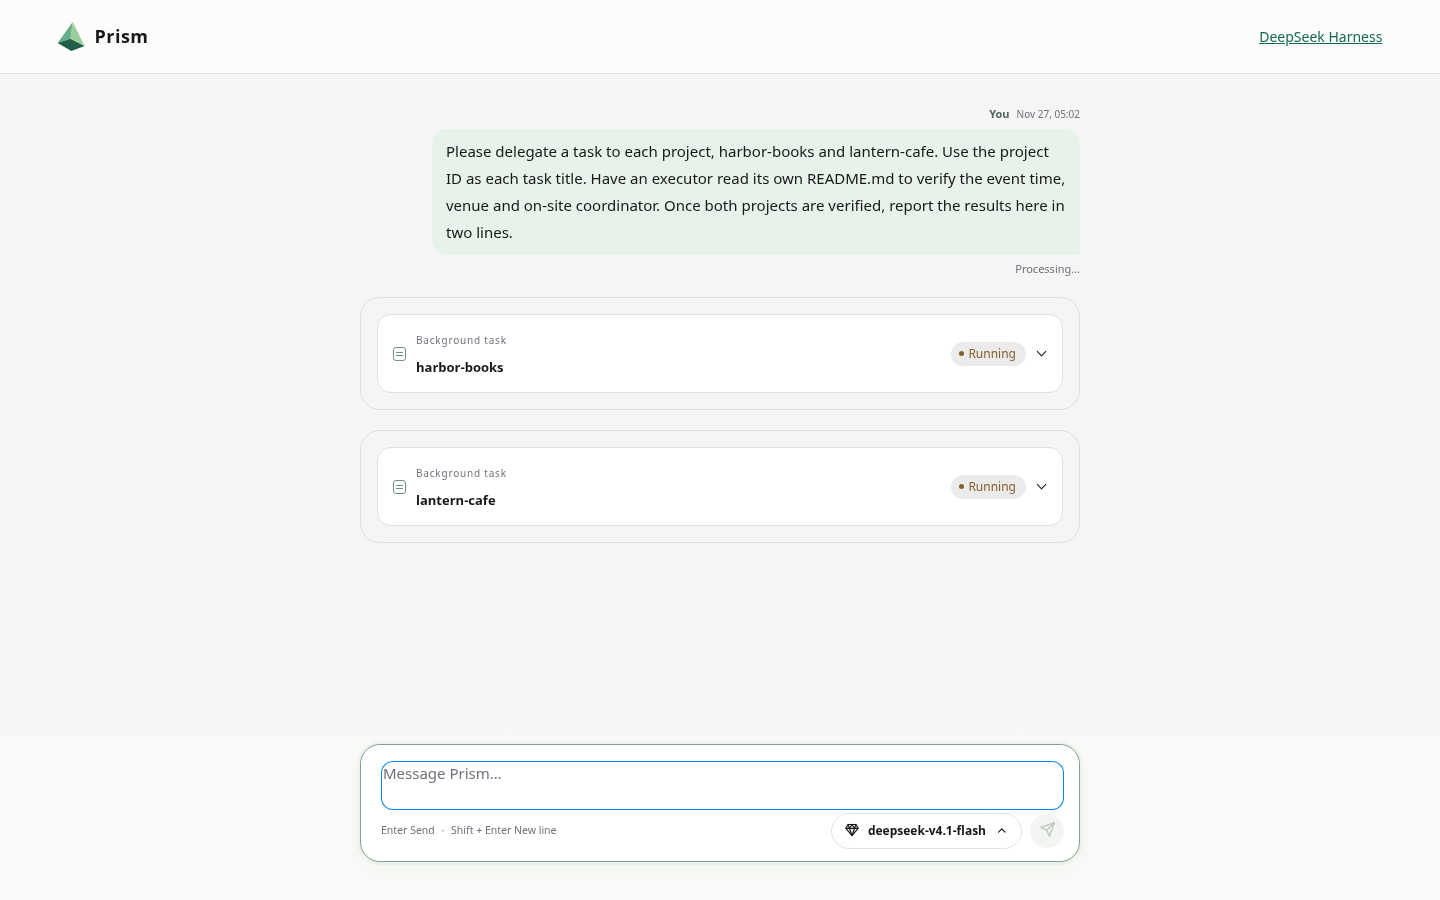 Prism
DeepSeek Harness
You Nov 27, 05:02
Please delegate a task to each project, harbor-books and lantern-cafe. Use the project
ID as each task title. Have an executor read its own README.md to verify the event time,
venue and on-site coordinator. Once both projects are verified, report the results here in
two lines.
Processing...
Background task
harbor-books
Running
Background task
lantern-cafe
Running
Message Prism...
Enter Send · Shift + Enter New line
deepseek-v4.1-flash